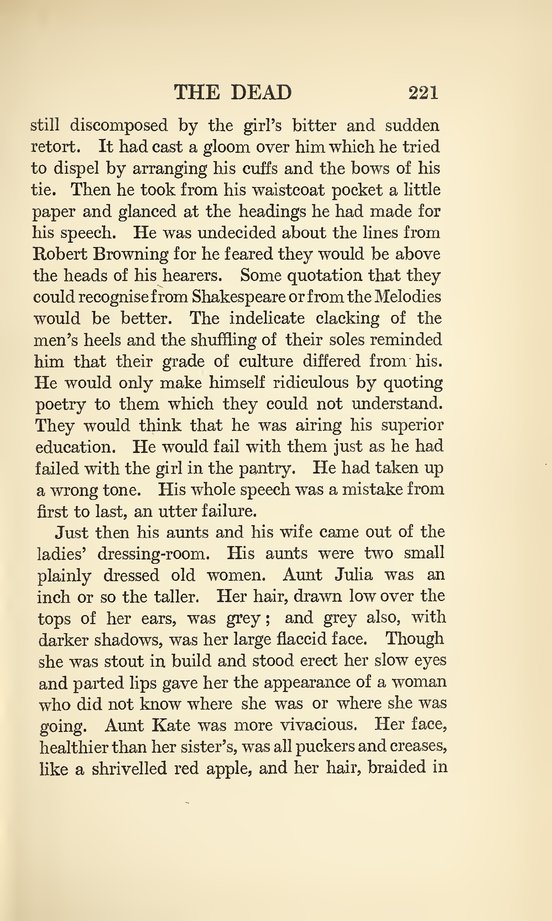 THE DEAD 221
still discomposed by the girl's bitter and sudden
retort. It had cast a gloom over him which he tried
to dispel by arranging his cuffs and the bows of his
tie. Then he took from his waistcoat pocket a little
paper and glanced at the headings he had made for
his speech. He was undecided about the lines from
Robert Browning for he feared they would be above
the heads of his hearers. Some quotation that they
could recognise from Shakespeare or from the Melodies
would be better. The indelicate clacking of the
men's heels and the shuffling of their soles reminded
him that their grade of culture differed from his.
He would only make himself ridiculous by quoting
poetry to them which they could not understand.
They would think that he was airing his superior
education. He would fail with them just as he had
failed with the girl in the pantry. He had taken up
a wrong tone. His whole speech was a mistake from
first to last, an utter failure.
Just then his aunts and his wife came out of the
ladies' dressing-room. His aunts were two small
plainly dressed old women. Aunt Julia was an
inch or so the taller. Her hair, drawn low over the
tops of her ears, was grey; and grey also, with
darker shadows, was her large flaccid face. Though
she was stout in build and stood erect her slow eyes
and parted lips gave her the appearance of a woman
who did not know where she was or where she was
going. Aunt Kate was more vivacious. Her face,
healthier than her sister's, was all puckers and creases,
like a shrivelled red apple, and her hair, braided in